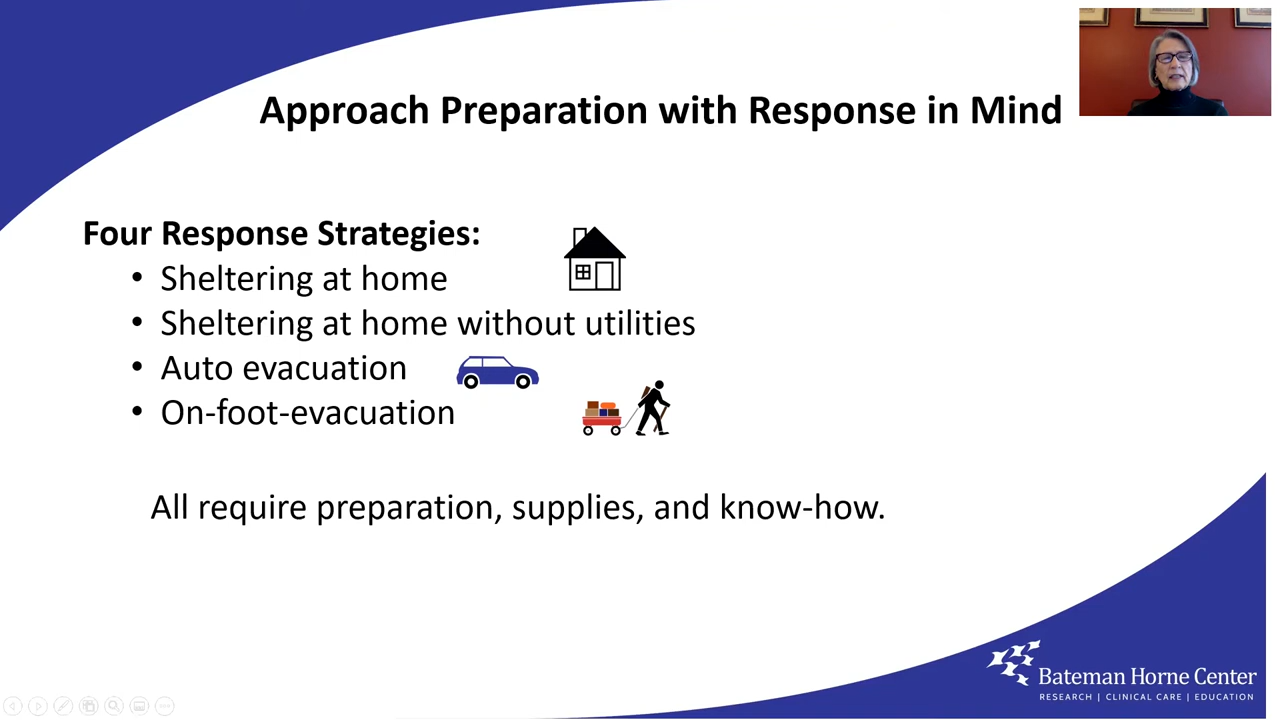 Approach Preparation with Response in Mind
Four Response Strategies:
• Sheltering at home
• Sheltering at home without utilities
• Auto evacuation
• On-foot-evacuation
All require preparation, supplies, and know-how.
Bateman Horne Center
RESEARCH | CLINICAL CARE | EDUCATION